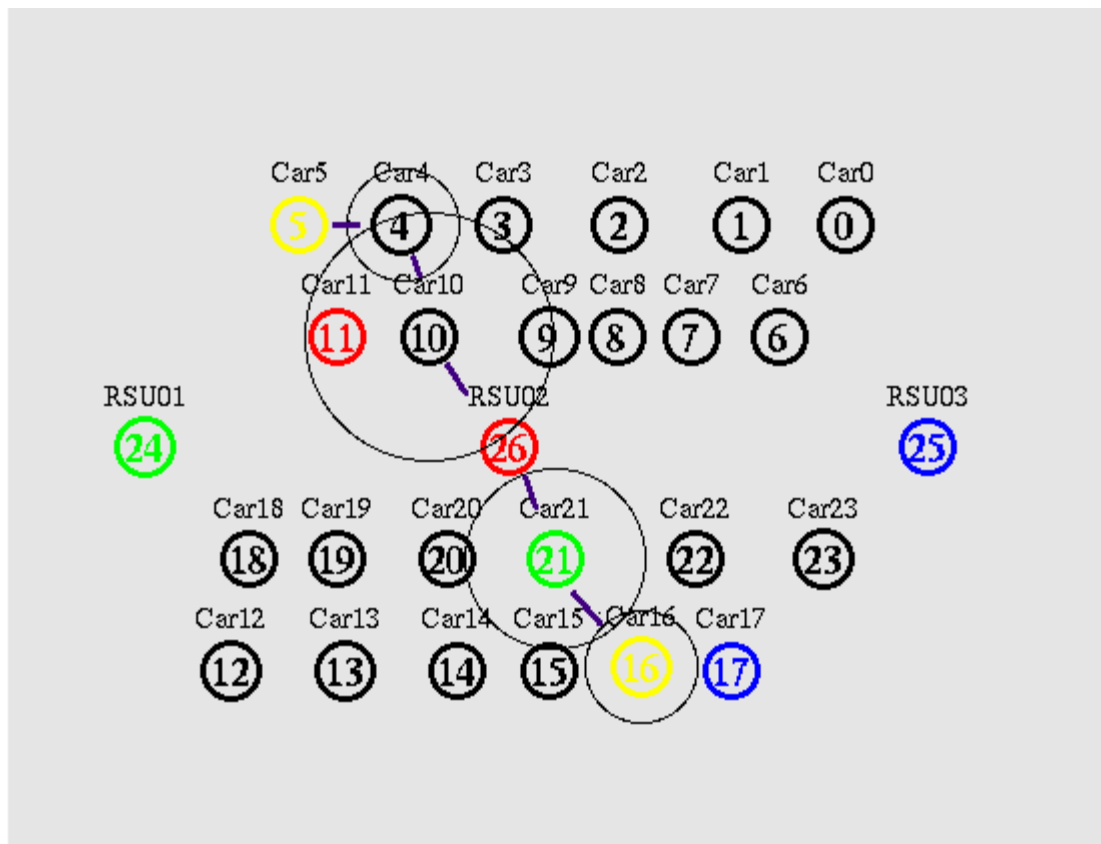 Car5 Car4 Car3 Car2 Car1 Car0
5 4 3 2 1 0
Car11 Car10 Car9 Car8 Car7 Car6
11 10 9 8 7 6
RSU01 RSU02 RSU03
24 26 25
Car18 Car19 Car20 Car21 Car22 Car23
18 19 20 21 22 23
Car12 Car13 Car14 Car15 Car16 Car17
12 13 14 15 16 17